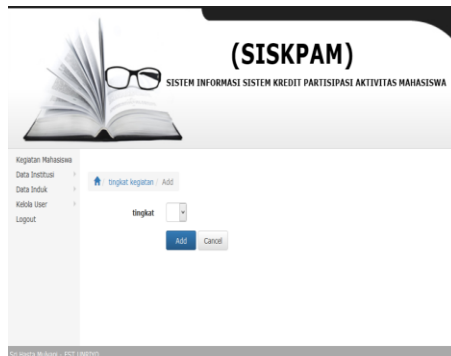 (SISKPAM)
SISTEM INFORMASI SISTEM KREDIT PARTISIPASI AKTIVITAS MAHASISWA
Kegiatan Mahasiswa
Data Institusi
Data Induk
Kelola User
Logout
tingkat kegiatan / Add
tingkat
Add Cancel